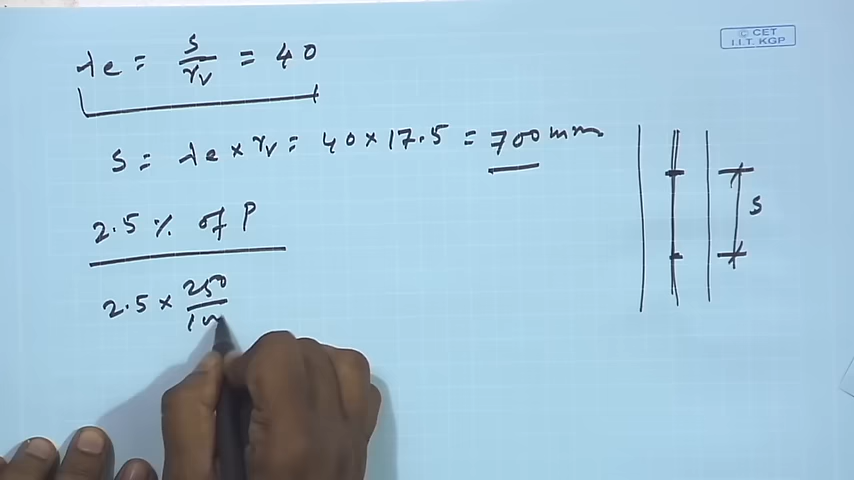 © CET
I.I.T. KGP
λe = s/rv = 40
S = λe × rv = 40 × 17.5 = 700 mm
2.5 % of P
S
2.5 × 250/